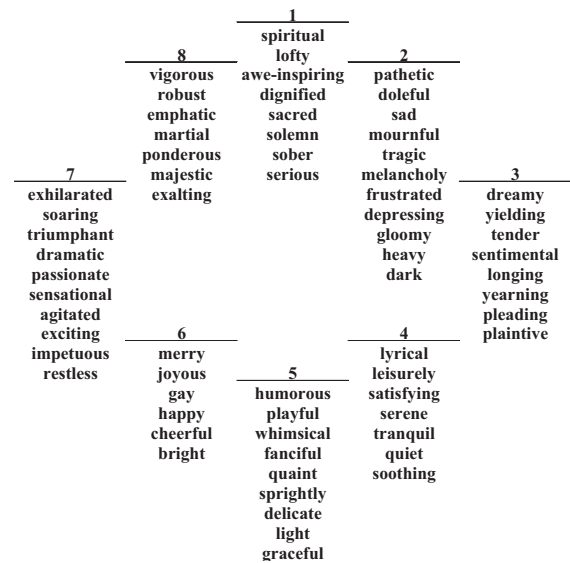 1
spiritual
lofty
awe-inspiring
dignified
sacred
solemn
sober
serious
2
pathetic
doleful
sad
mournful
tragic
melancholy
frustrated
depressing
gloomy
heavy
dark
3
dreamy
yielding
tender
sentimental
longing
yearning
pleading
plaintive
4
lyrical
leisurely
satisfying
serene
tranquil
quiet
soothing
5
humorous
playful
whimsical
fanciful
quaint
sprightly
delicate
light
graceful
6
merry
joyous
gay
happy
cheerful
bright
7
exhilarated
soaring
triumphant
dramatic
passionate
sensational
agitated
exciting
impetuous
restless
8
vigorous
robust
emphatic
martial
ponderous
majestic
exalting